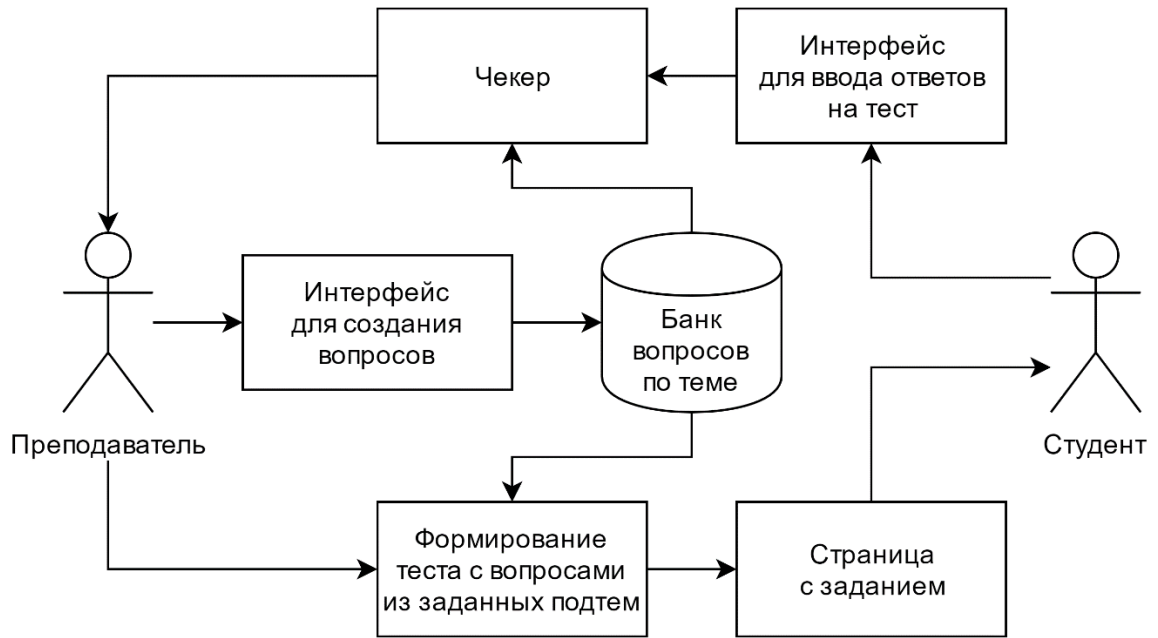 Чекер
Интерфейс
для ввода ответов
на тест
Интерфейс
для создания
вопросов
Банк
вопросов
по теме
Преподаватель
Студент
Формирование
теста с вопросами
из заданных подтем
Страница
с заданием